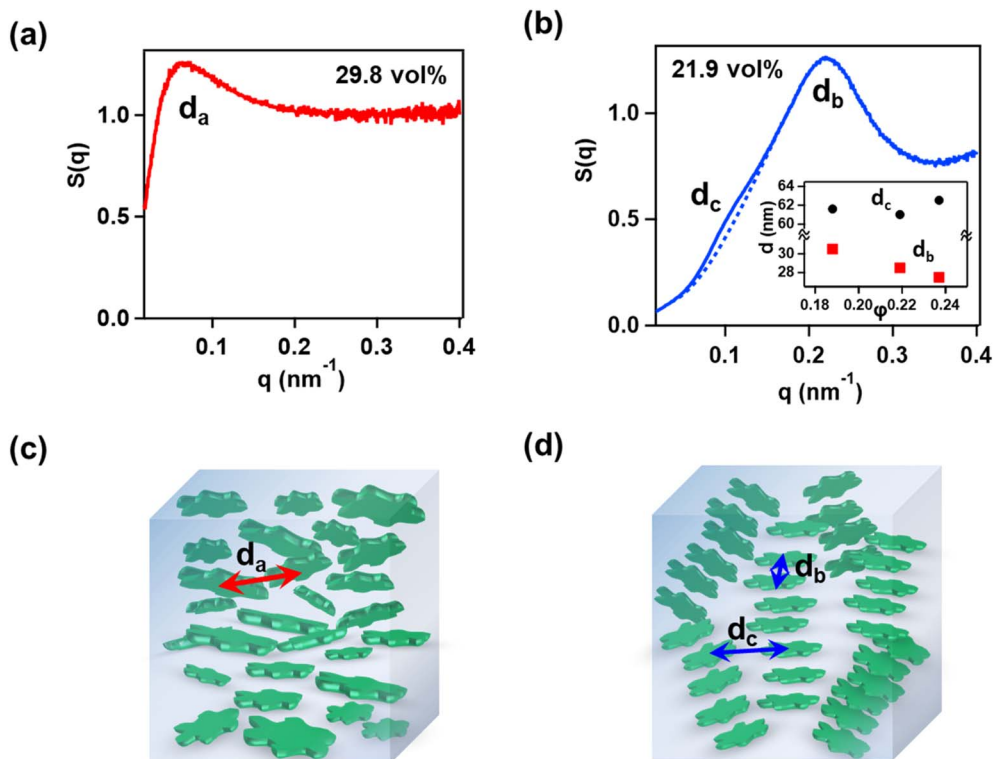 (a)
29.8 vol%
d_a
1.0
0.5
0.0
S(q)
0.1 0.2 0.3 0.4
q (nm⁻¹)
(b)
21.9 vol%
d_b
d_c
1.0
0.5
0.0
S(q)
64
62
60
30
28
d (nm)
d_c
d_b
0.18 0.20 0.22 0.24
φ
0.1 0.2 0.3 0.4
q (nm⁻¹)
(c)
d_a
(d)
d_b
d_c